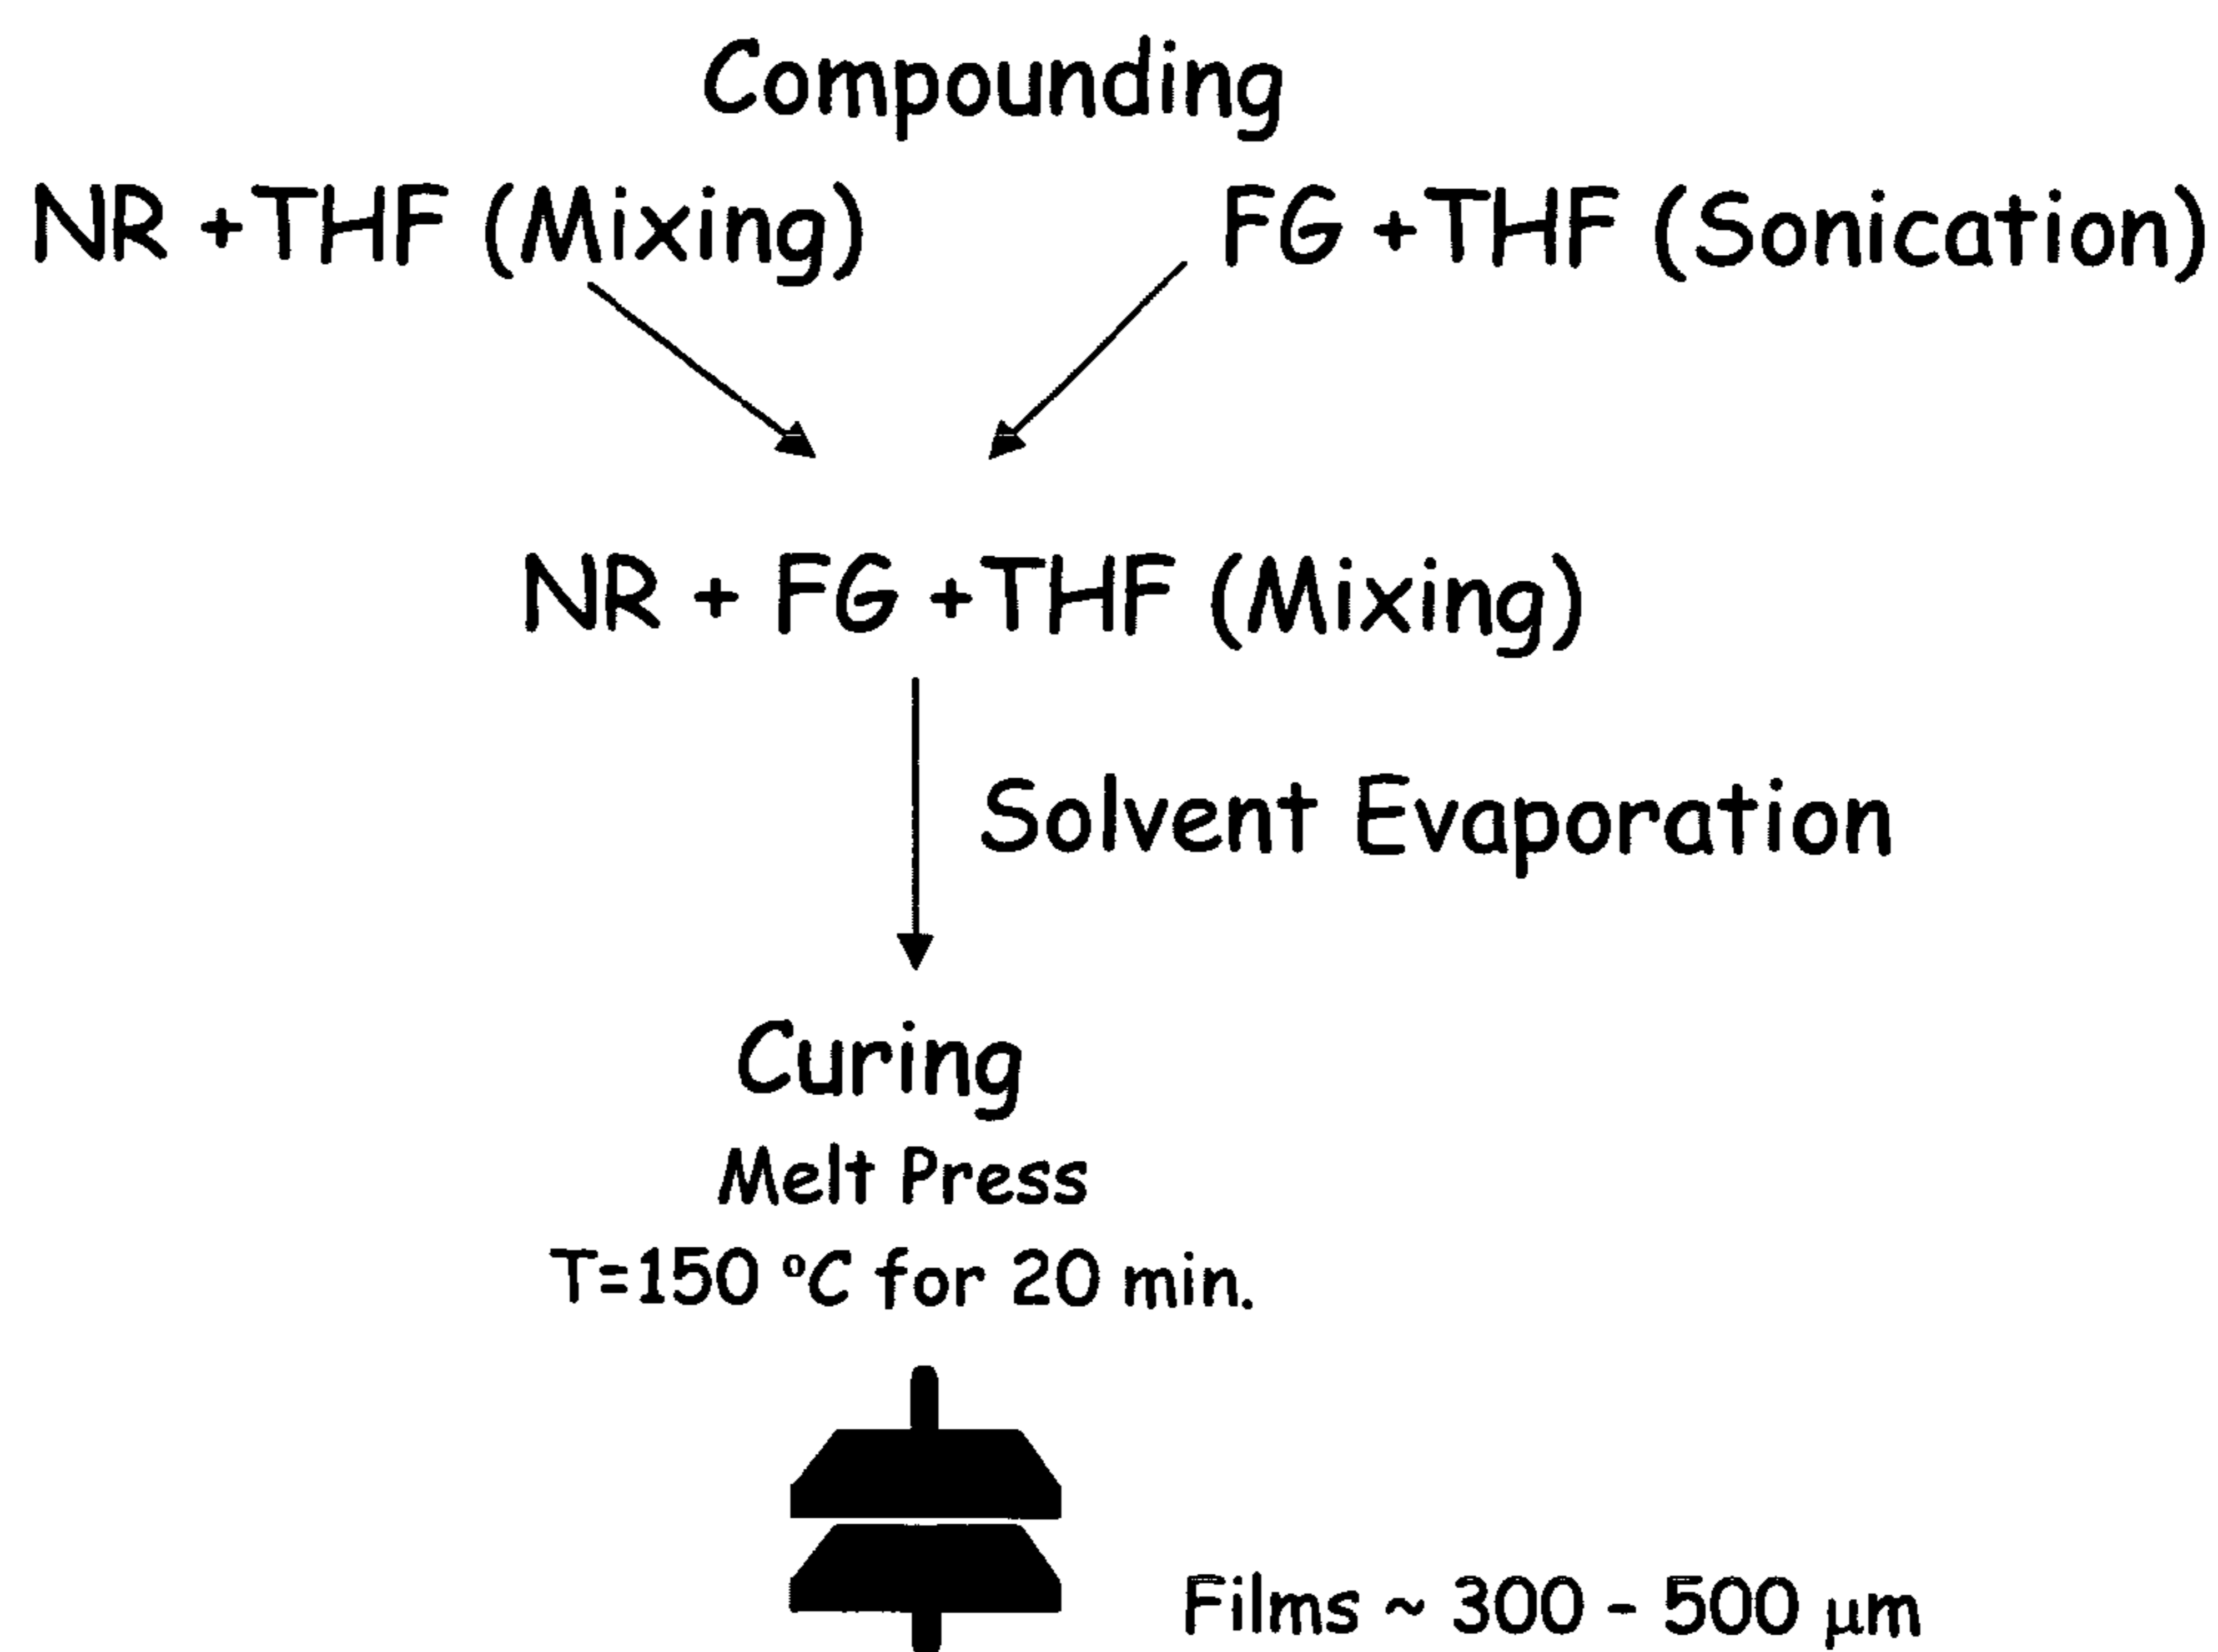 Compounding
NR +THF (Mixing)
FG +THF (Sonication)
NR + FG +THF (Mixing)
Solvent Evaporation
Curing
Melt Press
T=150 ºC for 20 min.
Films ~ 300 - 500 µm